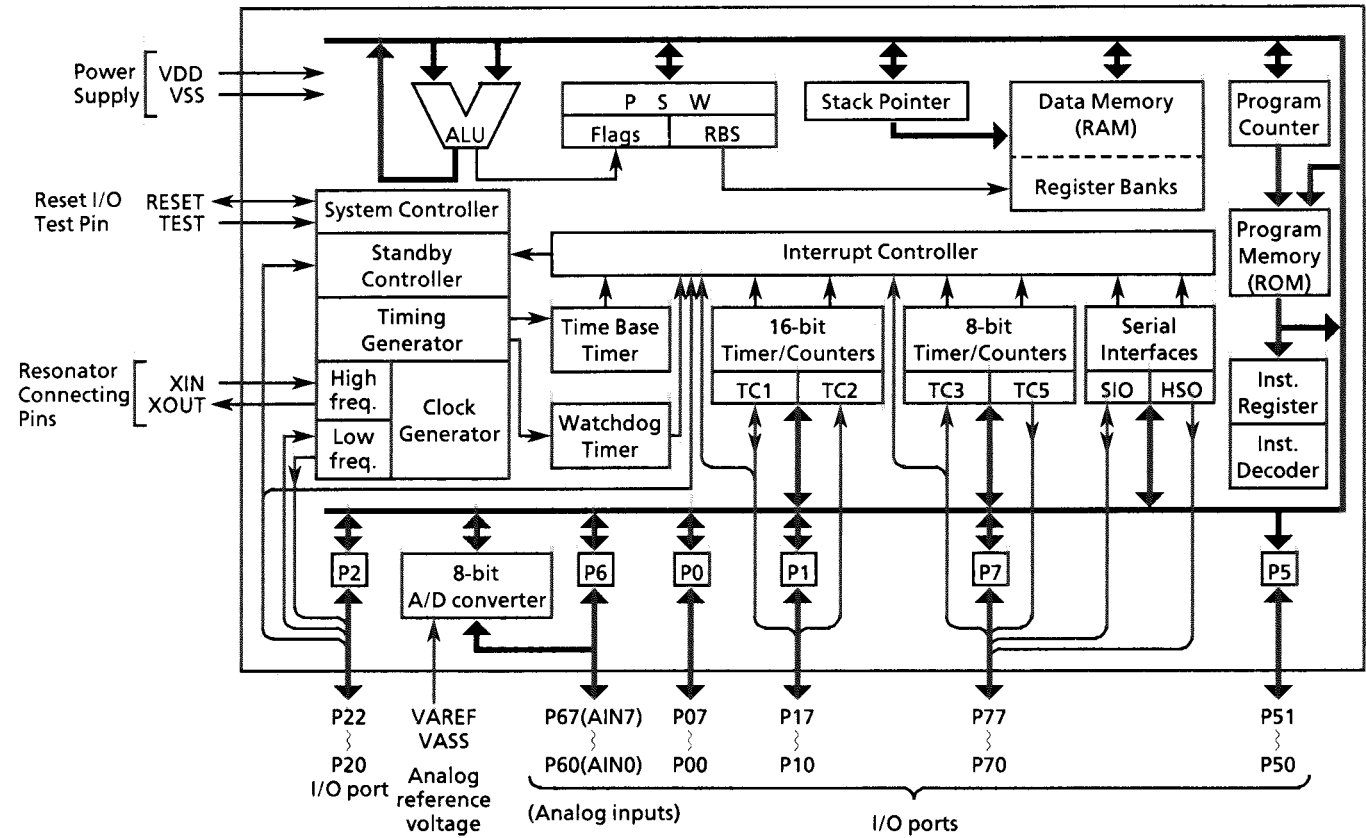 Power
Supply
VDD
VSS
ALU
P S W
Flags
RBS
Stack Pointer
Data Memory
(RAM)
Register Banks
Program
Counter
Reset I/O
Test Pin
RESET
TEST
System Controller
Standby
Controller
Timing
Generator
High
freq.
Low
freq.
Clock
Generator
Interrupt Controller
Program
Memory
(ROM)
Time Base
Timer
16-bit
Timer/Counters
TC1
TC2
8-bit
Timer/Counters
TC3
TC5
Serial
Interfaces
SIO
HSO
Resonator
Connecting
Pins
XIN
XOUT
Watchdog
Timer
Inst.
Register
Inst.
Decoder
P2
8-bit
A/D converter
P6
P0
P1
P7
P5
P22
P20
I/O port
VAREF
VASS
Analog
reference
voltage
P67(AIN7)
P60(AIN0)
(Analog inputs)
P07
P00
P17
P10
P77
P70
P51
P50
I/O ports